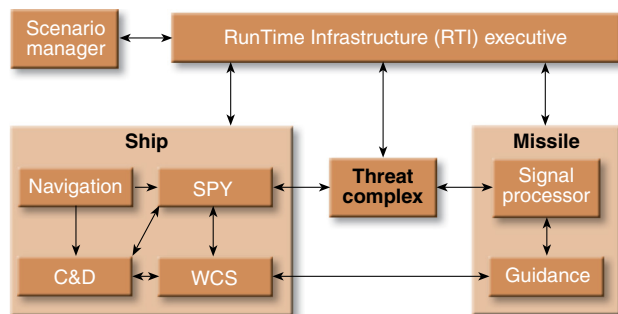 Scenario
manager
RunTime Infrastructure (RTI) executive
Ship
Missile
Navigation
SPY
Threat
complex
Signal
processor
C&D
WCS
Guidance